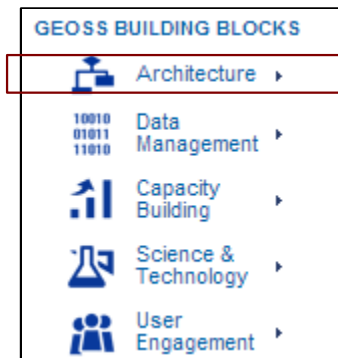 GEOSS BUILDING BLOCKS
Architecture
10010
01011
11010
Data
Management
Capacity
Building
Science &
Technology
User
Engagement